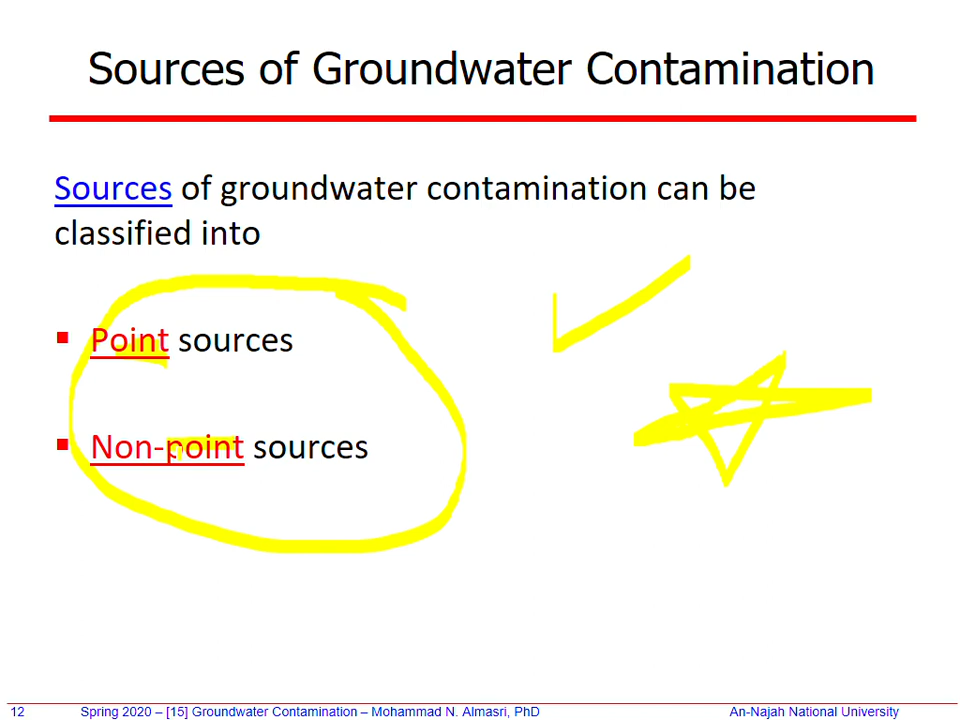 Sources of Groundwater Contamination
Sources of groundwater contamination can be
classified into
▪ Point sources
▪ Non-point sources
12 Spring 2020 – [15] Groundwater Contamination – Mohammad N. Almasri, PhD An-Najah National University